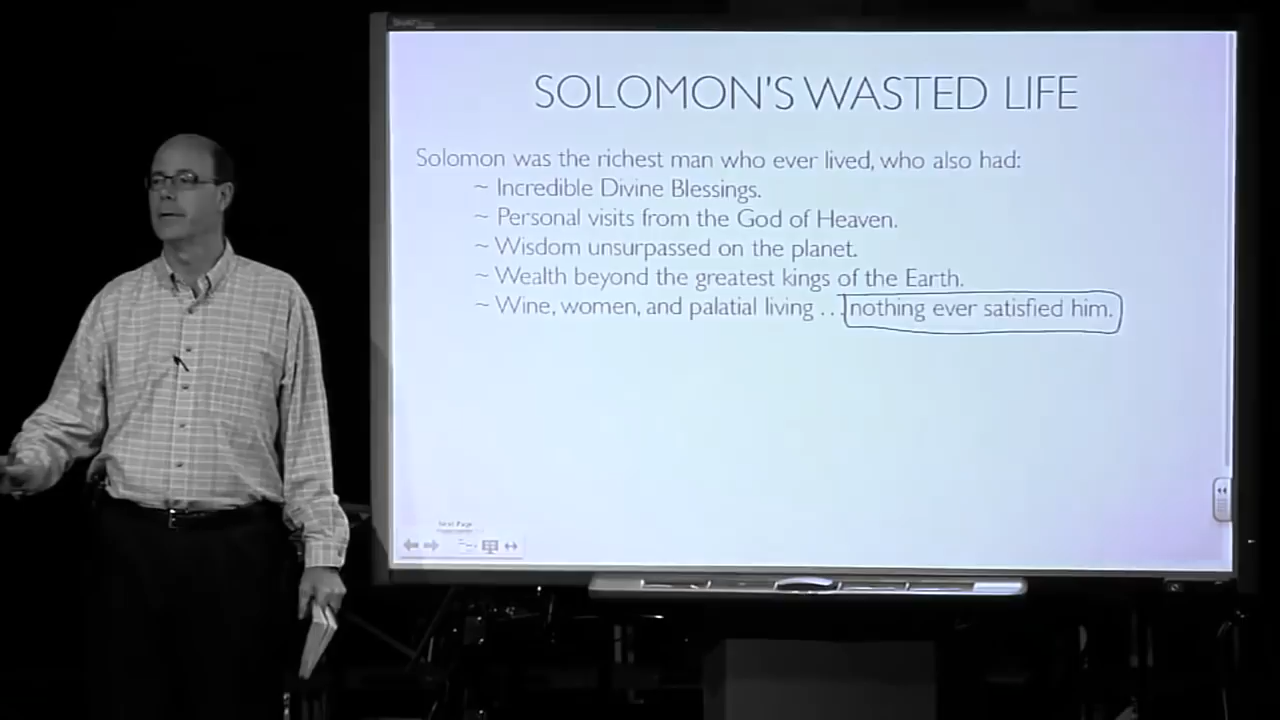 SOLOMON'S WASTED LIFE
Solomon was the richest man who ever lived, who also had:
~ Incredible Divine Blessings.
~ Personal visits from the God of Heaven.
~ Wisdom unsurpassed on the planet.
~ Wealth beyond the greatest kings of the Earth.
~ Wine, women, and palatial living ... nothing ever satisfied him.
Next Page